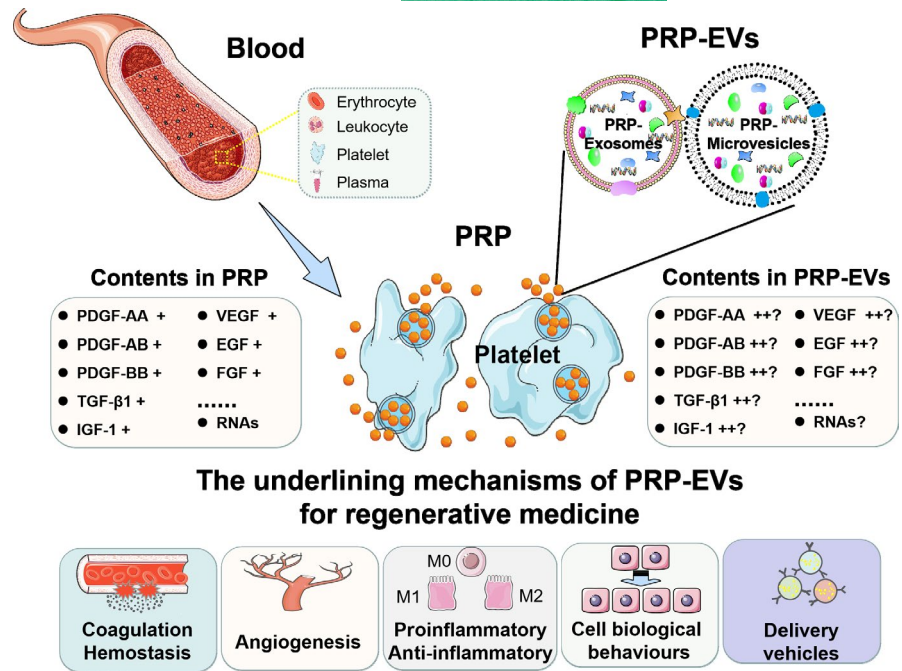 Blood
Erythrocyte
Leukocyte
Platelet
Plasma
PRP-EVs
PRP-
Exosomes
PRP-
Microvesicles
PRP
Platelet
Contents in PRP
PDGF-AA +
PDGF-AB +
PDGF-BB +
TGF-β1 +
IGF-1 +
VEGF +
EGF +
FGF +
......
RNAs
Contents in PRP-EVs
PDGF-AA ++?
PDGF-AB ++?
PDGF-BB ++?
TGF-β1 ++?
IGF-1 ++?
VEGF ++?
EGF ++?
FGF ++?
......
RNAs?
The underlining mechanisms of PRP-EVs
for regenerative medicine
Coagulation
Hemostasis
Angiogenesis
M0
M1
M2
Proinflammatory
Anti-inflammatory
Cell biological
behaviours
Delivery
vehicles